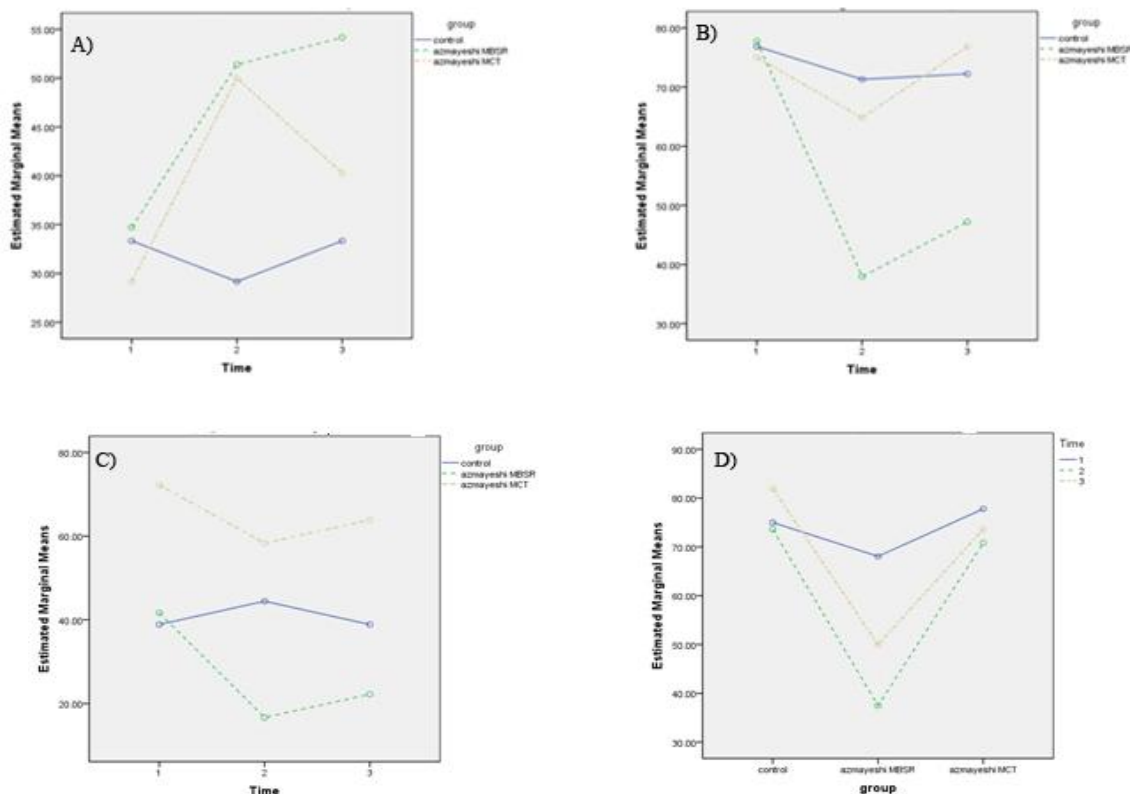 A)
group
control
azmayeshi MBSR
azmayeshi MCT
Estimated Marginal Means
55.00
50.00
45.00
40.00
35.00
30.00
25.00
1
2
3
Time
B)
group
control
azmayeshi MBSR
azmayeshi MCT
Estimated Marginal Means
80.00
70.00
60.00
50.00
40.00
30.00
1
2
3
Time
C)
group
control
azmayeshi MBSR
azmayeshi MCT
Estimated Marginal Means
80.00
60.00
40.00
20.00
1
2
3
Time
D)
Time
1
2
3
Estimated Marginal Means
90.00
80.00
70.00
60.00
50.00
40.00
30.00
control
azmayeshi MBSR
azmayeshi MCT
group